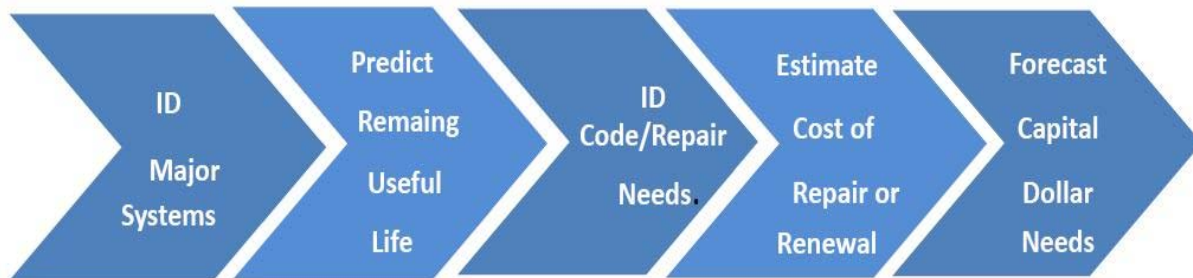 ID
Major
Systems
Predict
Remaing
Useful
Life
ID
Code/Repair
Needs.
Estimate
Cost of
Repair or
Renewal
Forecast
Capital
Dollar
Needs